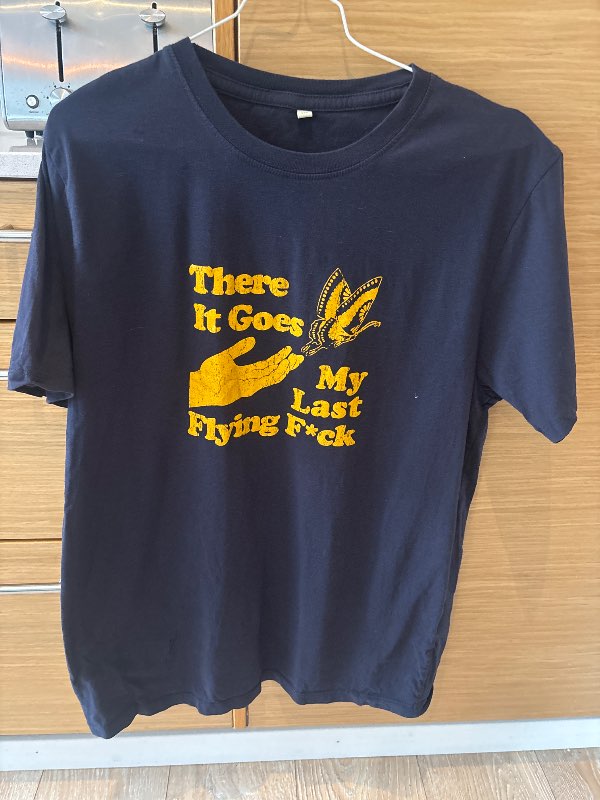 There
It Goes
My
Last
Flying F*ck